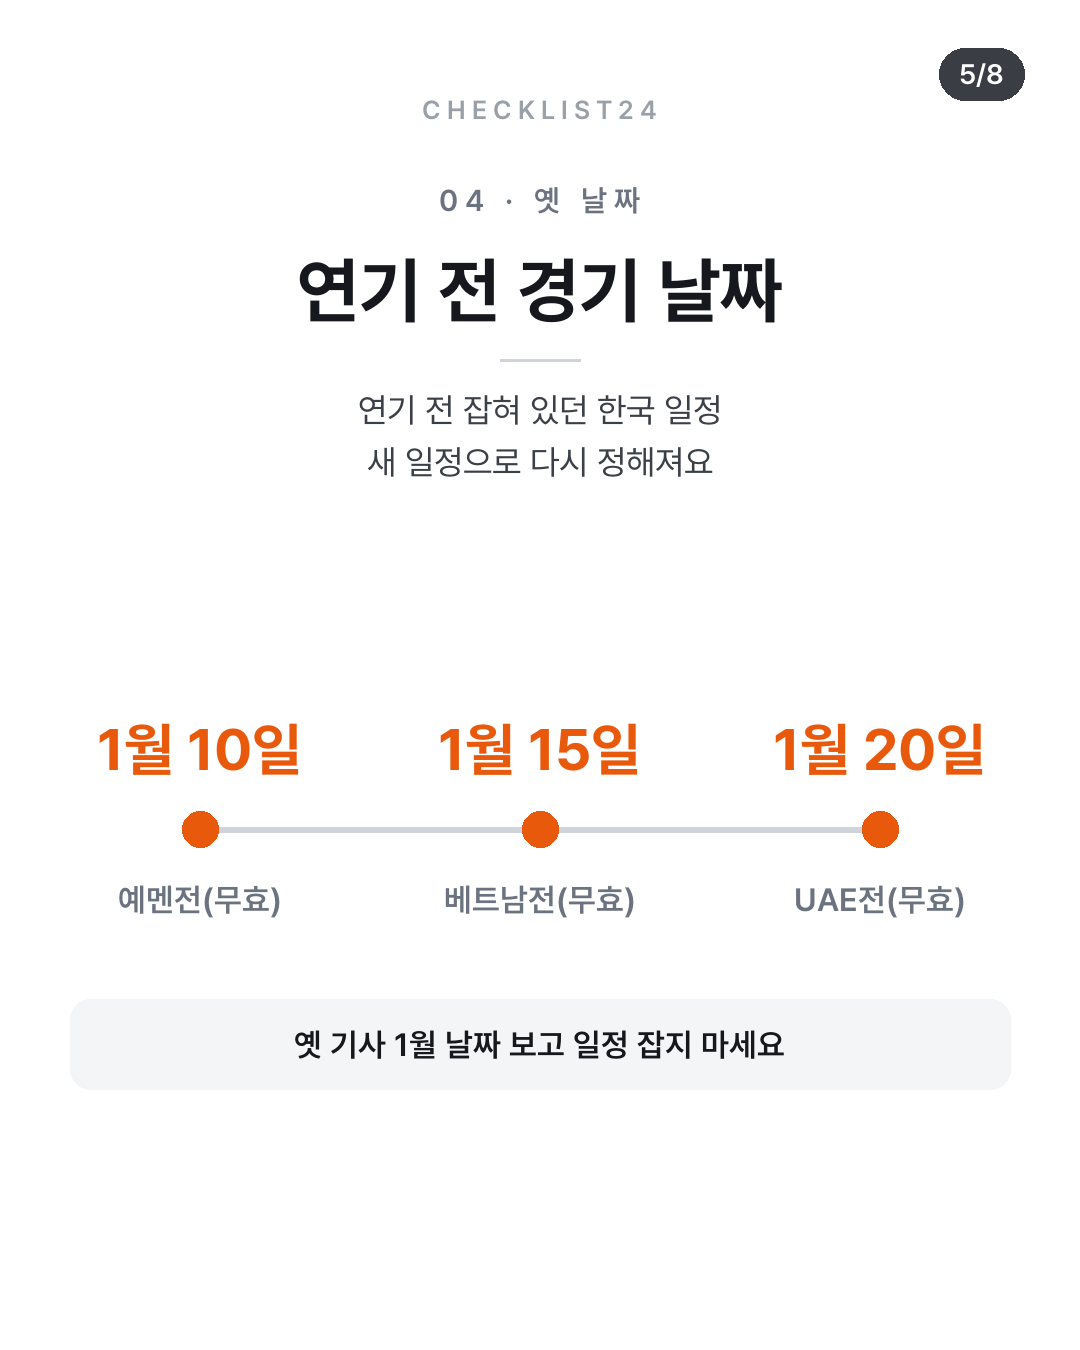 5/8
CHECKLIST24
04 · 옛 날짜
연기 전 경기 날짜
연기 전 잡혀 있던 한국 일정
새 일정으로 다시 정해져요
1월 10일
1월 15일
1월 20일
예멘전(무효)
베트남전(무효)
UAE전(무효)
옛 기사 1월 날짜 보고 일정 잡지 마세요